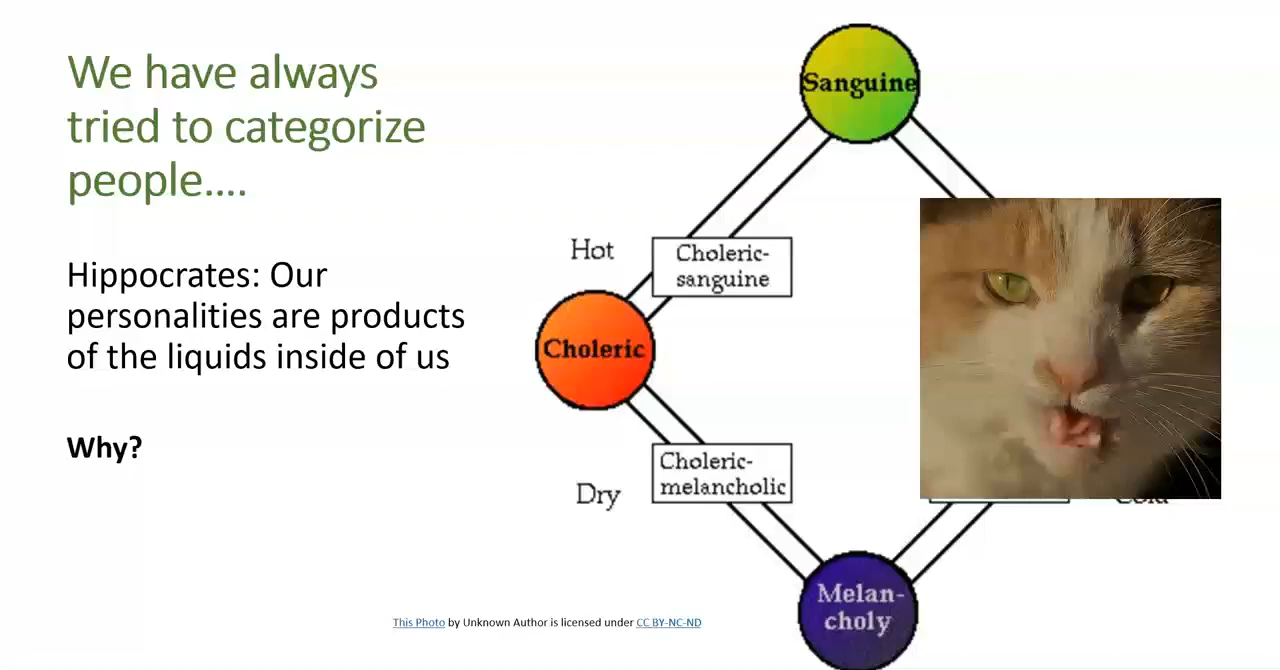 We have always
tried to categorize
people....
Hippocrates: Our
personalities are products
of the liquids inside of us
Why?
Sanguine
Hot
Choleric-
sanguine
Choleric
Choleric-
melancholic
Dry
Melan-
choly
This Photo by Unknown Author is licensed under CC BY-NC-ND